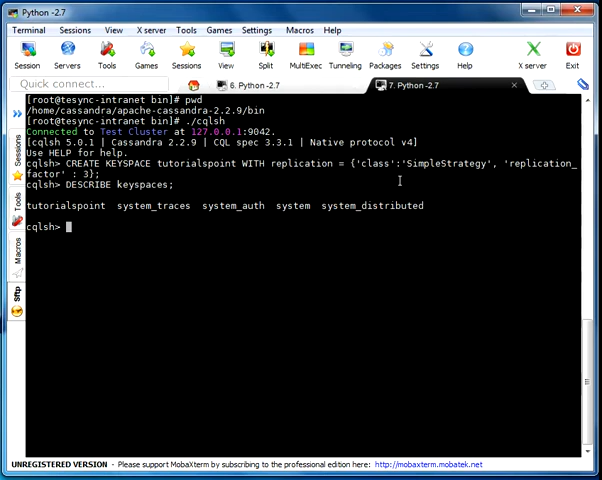 Python -2.7
Terminal Sessions View X server Tools Games Settings Macros Help
Session Servers Tools Games Sessions View Split MultiExec Tunneling Packages Settings Help X server Exit
Quick connect...
6. Python -2.7
7. Python -2.7
Sessions
Tools
Macros
Sftp
[root@tesync-intranet bin]# pwd
/home/cassandra/apache-cassandra-2.2.9/bin
[root@tesync-intranet bin]# ./cqlsh
Connected to Test Cluster at 127.0.0.1:9042.
[cqlsh 5.0.1 | Cassandra 2.2.9 | CQL spec 3.3.1 | Native protocol v4]
Use HELP for help.
cqlsh> CREATE KEYSPACE tutorialspoint WITH replication = {'class':'SimpleStrategy', 'replication_
factor' : 3};
cqlsh> DESCRIBE keyspaces;
tutorialspoint system_traces system_auth system system_distributed
cqlsh>
UNREGISTERED VERSION - Please support MobaXterm by subscribing to the professional edition here: http://mobaxterm.mobatek.net